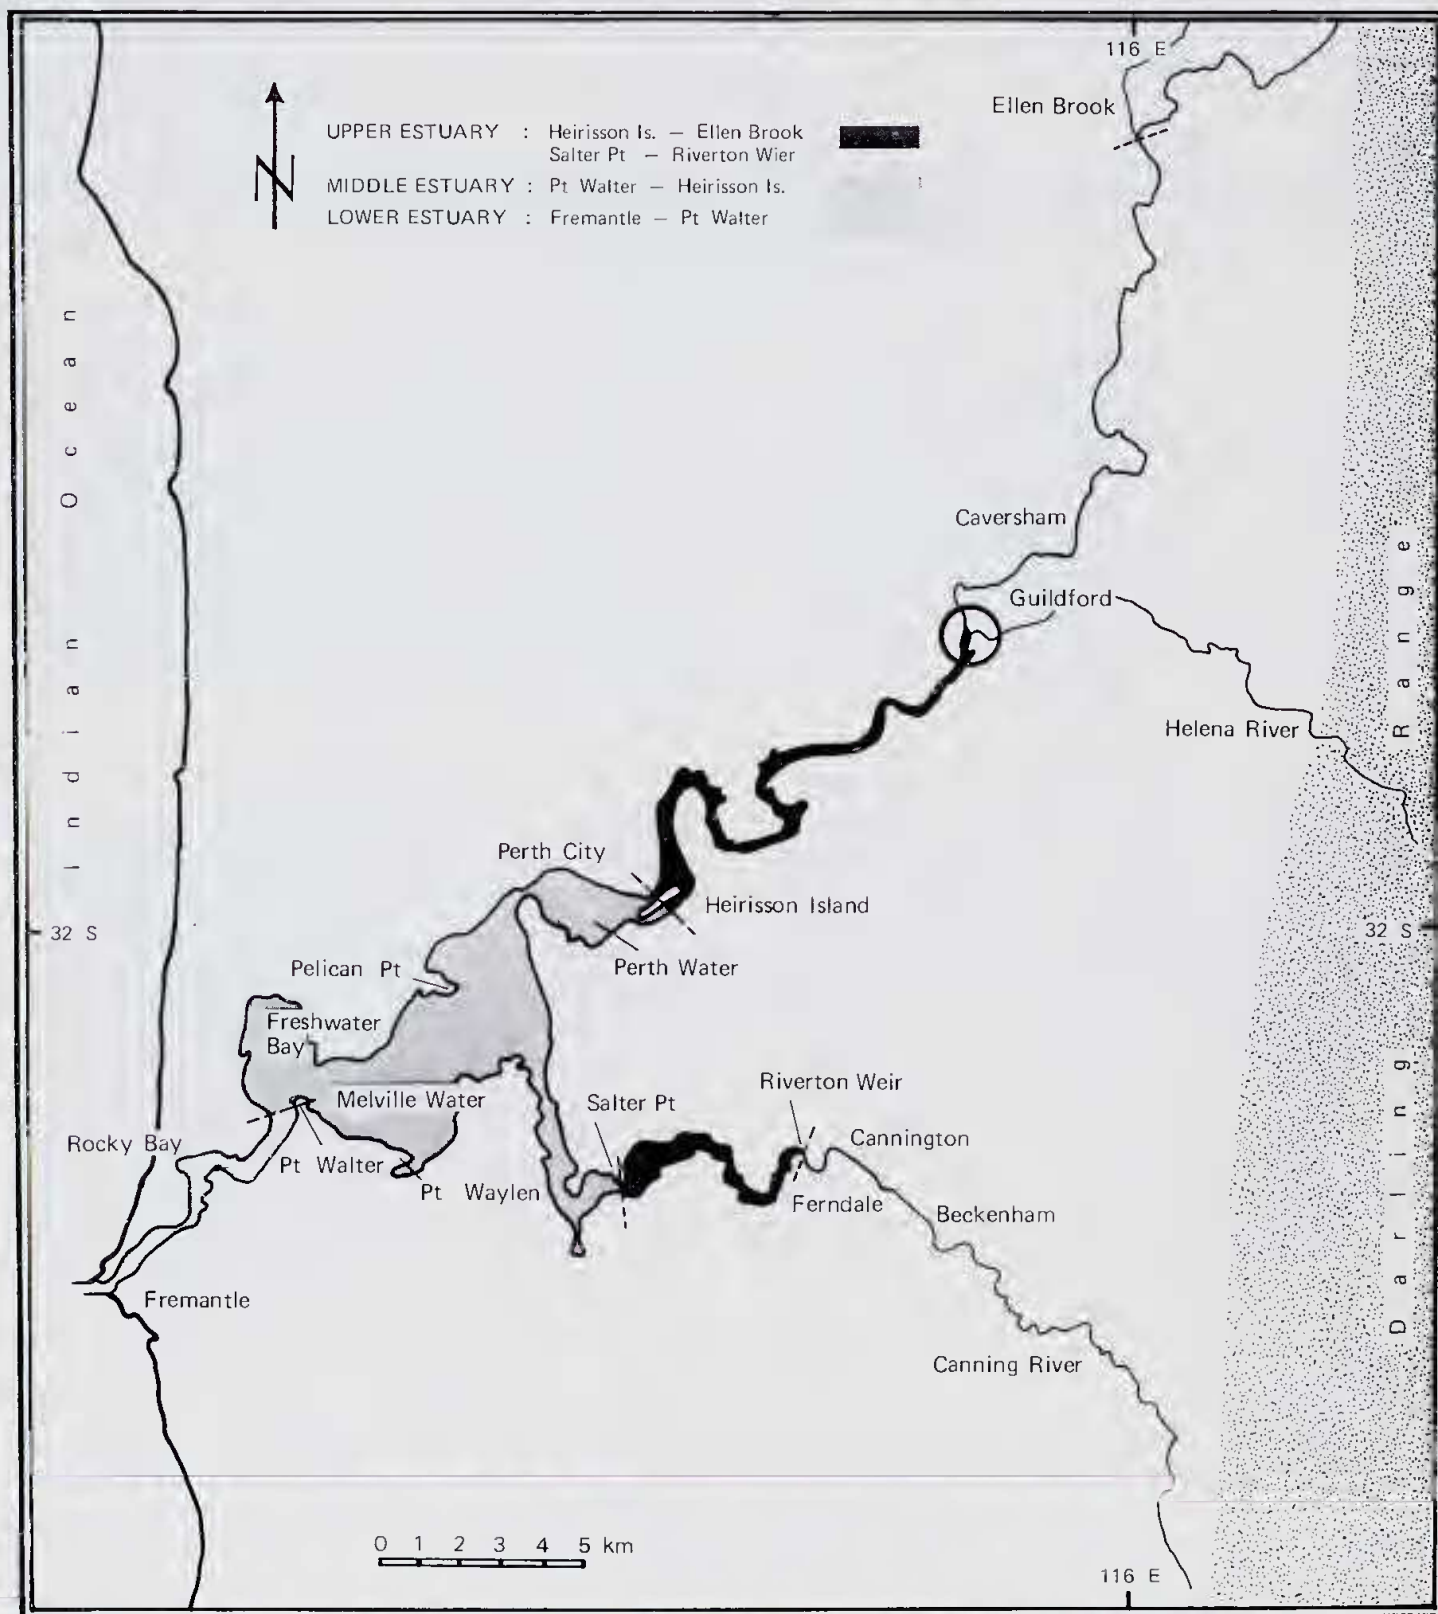 116 E
Ellen Brook
N
UPPER ESTUARY : Heirisson Is. — Ellen Brook
Salter Pt — Riverton Wier
MIDDLE ESTUARY : Pt Walter — Heirisson Is.
LOWER ESTUARY : Fremantle — Pt Walter
Indian Ocean
Caversham
Guildford
Darling Range
Helena River
Perth City
Heirisson Island
32 S
32 S
Perth Water
Pelican Pt
Freshwater
Bay
Riverton Weir
Melville Water
Salter Pt
Rocky Bay
Cannington
Pt Walter
Pt Waylen
Ferndale
Beckenham
Fremantle
Canning River
0 1 2 3 4 5 km
116 E